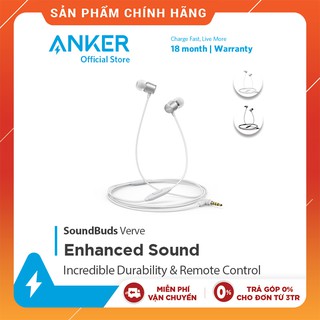 SẢN PHẨM CHÍNH HÃNG
ANKER
Official Store
Charge Fast, Live More
18 month | Warranty
SoundBuds Verve
Enhanced Sound
Incredible Durability & Remote Control
MIỄN PHÍ
VẬN CHUYỂN
0%
TRẢ GÓP 0%
CHO ĐƠN TỪ 3TR